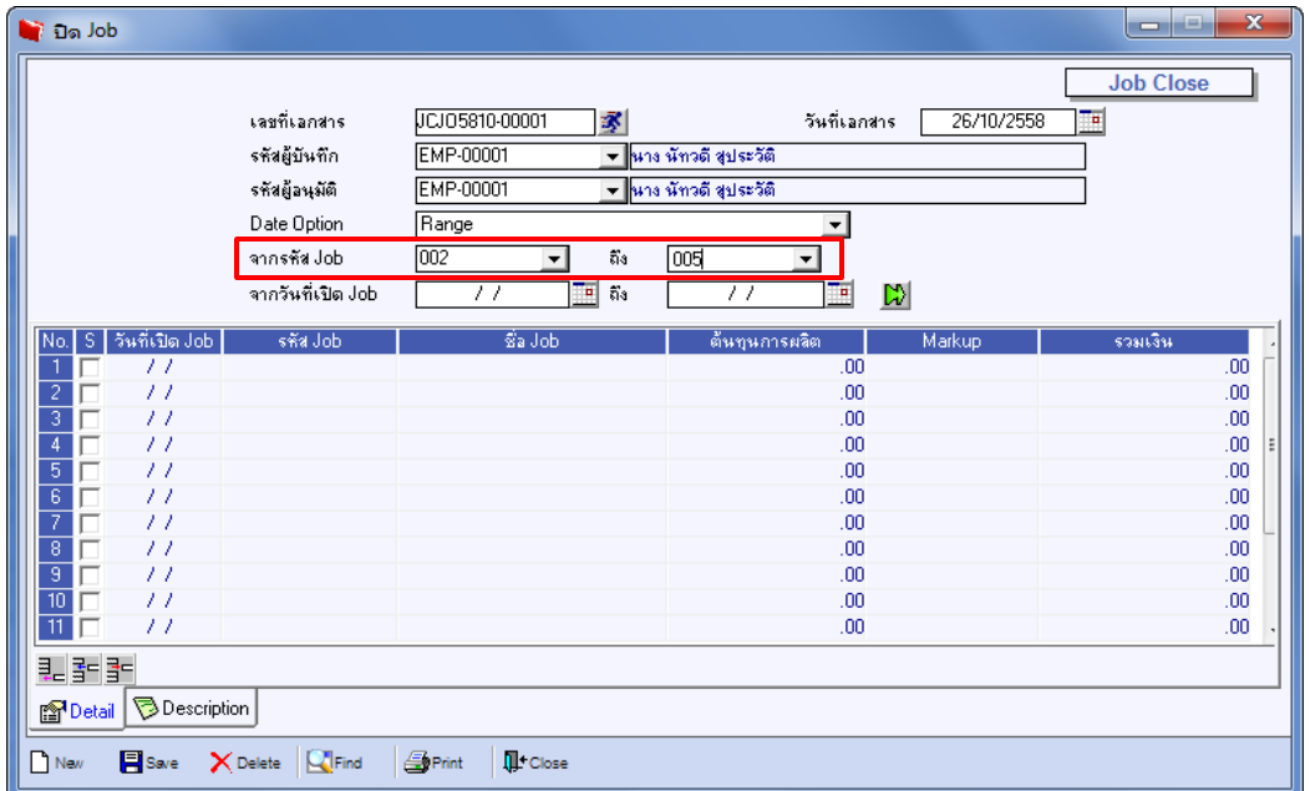 ปิด Job
Job Close
เลขที่เอกสาร JCJO5810-00001 วันที่เอกสาร 26/10/2558
รหัสผู้บันทึก EMP-00001 นาง นัทวดี สุประวัติ
รหัสผู้อนุมัติ EMP-00001 นาง นัทวดี สุประวัติ
Date Option Range
จากรหัส Job 002 ถึง 005
จากวันที่เปิด Job / / ถึง / /
No. S วันที่เปิด Job รหัส Job ชื่อ Job ต้นทุนการผลิต Markup รวมเงิน
1 / / .00 .00
2 / / .00 .00
3 / / .00 .00
4 / / .00 .00
5 / / .00 .00
6 / / .00 .00
7 / / .00 .00
8 / / .00 .00
9 / / .00 .00
10 / / .00 .00
11 / / .00 .00
Detail Description
New Save Delete Find Print Close